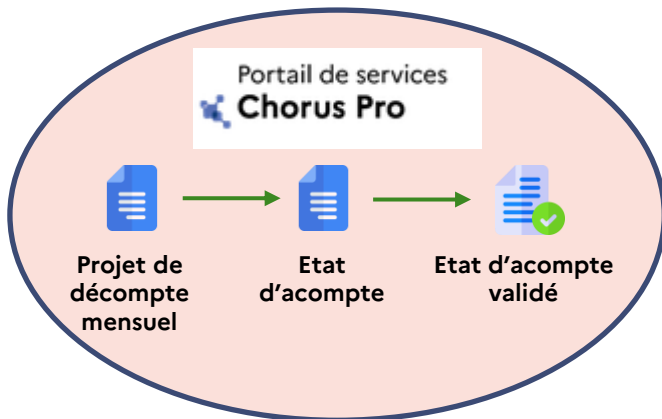 Portail de services
Chorus Pro
Projet de
décompte
mensuel
Etat
d’acompte
Etat d’acompte
validé